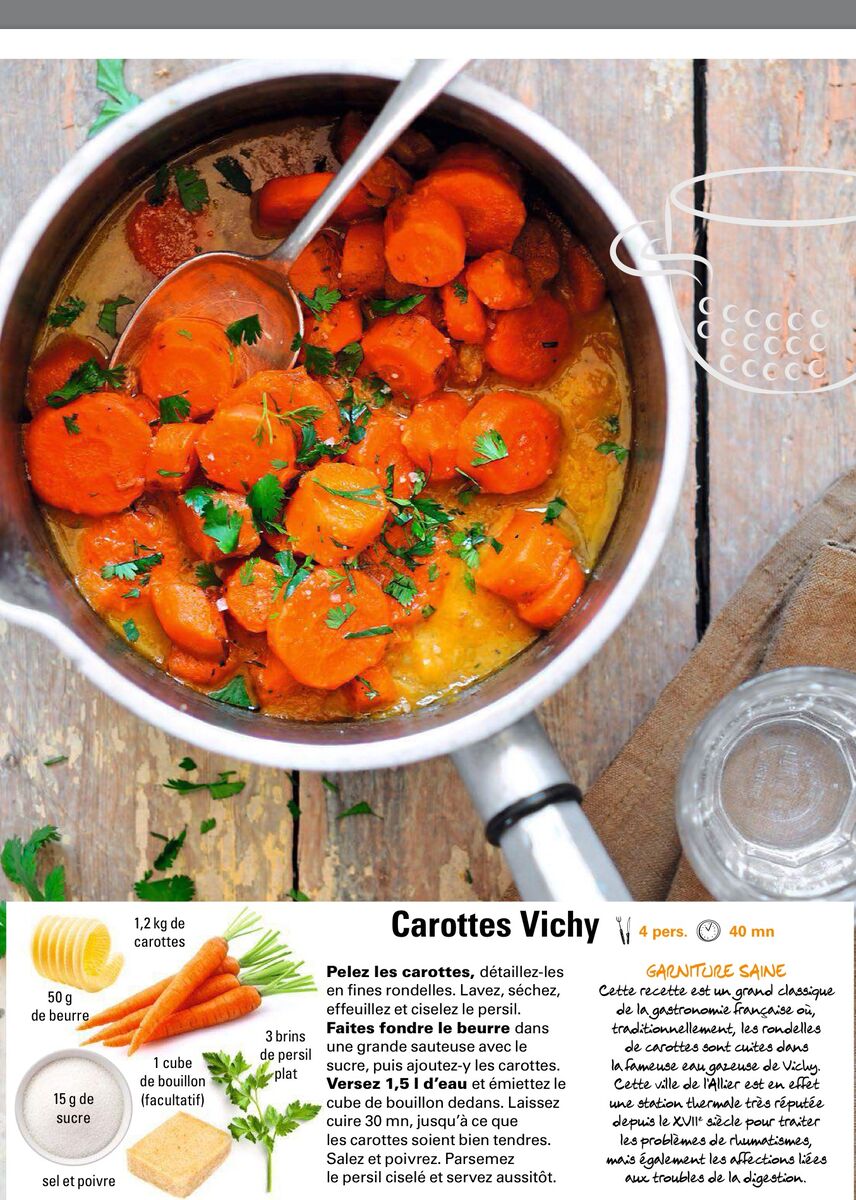 1,2 kg de
carottes
50 g
de beurre
3 brins
de persil
plat
1 cube
de bouillon
(facultatif)
15 g de
sucre
sel et poivre
Carottes Vichy
4 pers.
40 mn
Pelez les carottes, détaillez-les
en fines rondelles. Lavez, séchez,
effeuillez et ciselez le persil.
Faites fondre le beurre dans
une grande sauteuse avec le
sucre, puis ajoutez-y les carottes.
Versez 1,5 l d’eau et émiettez le
cube de bouillon dedans. Laissez
cuire 30 mn, jusqu’à ce que
les carottes soient bien tendres.
Salez et poivrez. Parsemez
le persil ciselé et servez aussitôt.
GARNITURE SAINE
Cette recette est un grand classique
de la gastronomie française où,
traditionnellement, les rondelles
de carottes sont cuites dans
la fameuse eau gazeuse de Vichy.
Cette ville de l’Allier est en effet
une station thermale très réputée
depuis le XVIIe siècle pour traiter
les problèmes de rhumatismes,
mais également les affections liées
aux troubles de la digestion.